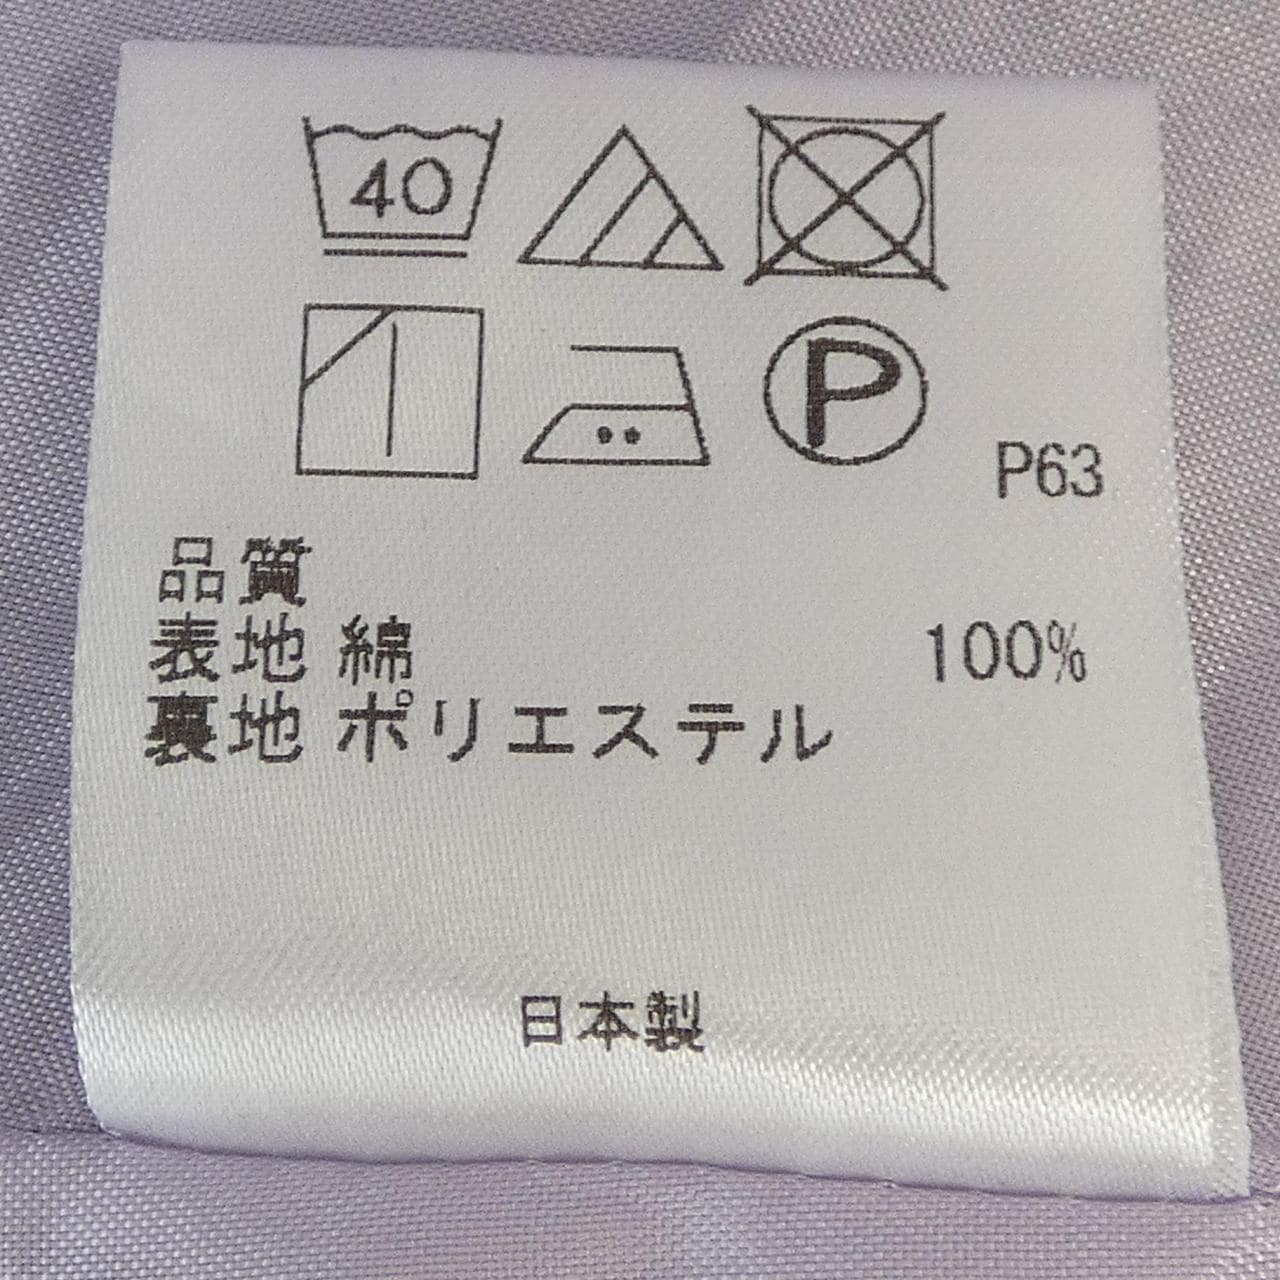 40
P
P63
品質
表地 綿 100%
裏地 ポリエステル
日本製